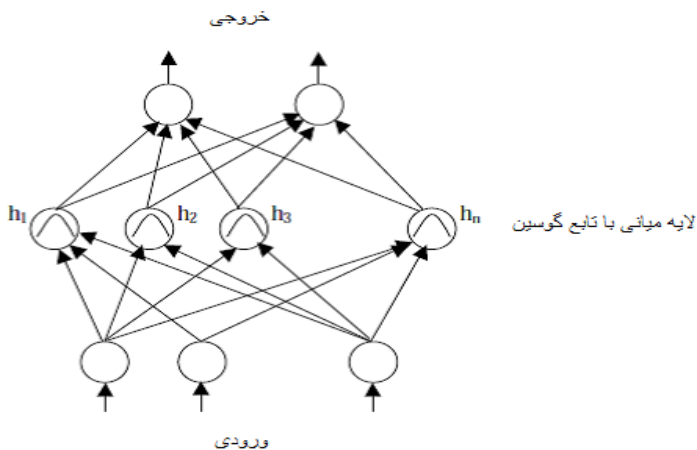 خروجی
h1
h2
h3
hn
لایه میانی با تابع گوسین
ورودی